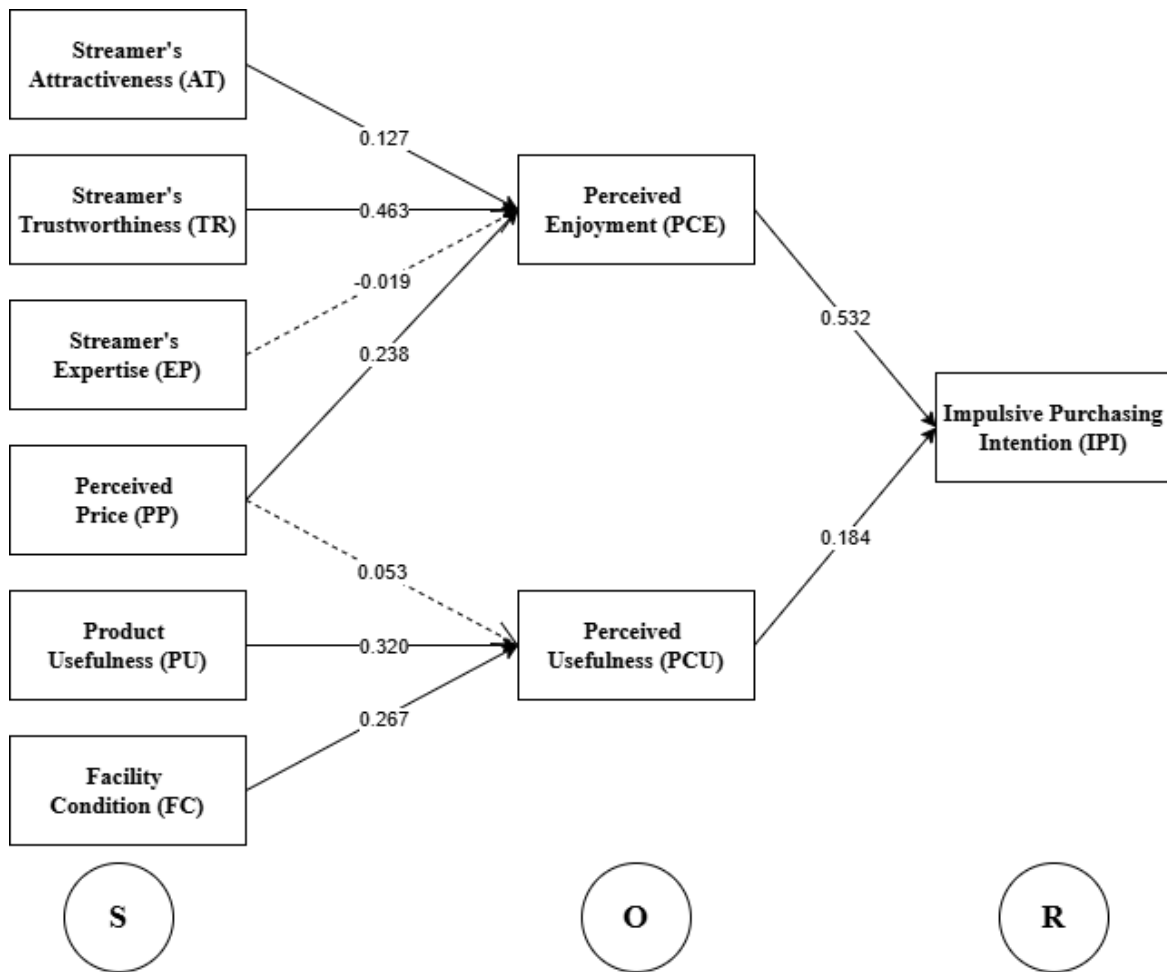 Streamer's
Attractiveness (AT)
0.127
Streamer's
Trustworthiness (TR)
0.463
Perceived
Enjoyment (PCE)
-0.019
Streamer's
Expertise (EP)
0.238
0.532
Perceived
Price (PP)
Impulsive Purchasing
Intention (IPI)
0.053
0.184
Product
Usefulness (PU)
0.320
Perceived
Usefulness (PCU)
0.267
Facility
Condition (FC)
S
O
R